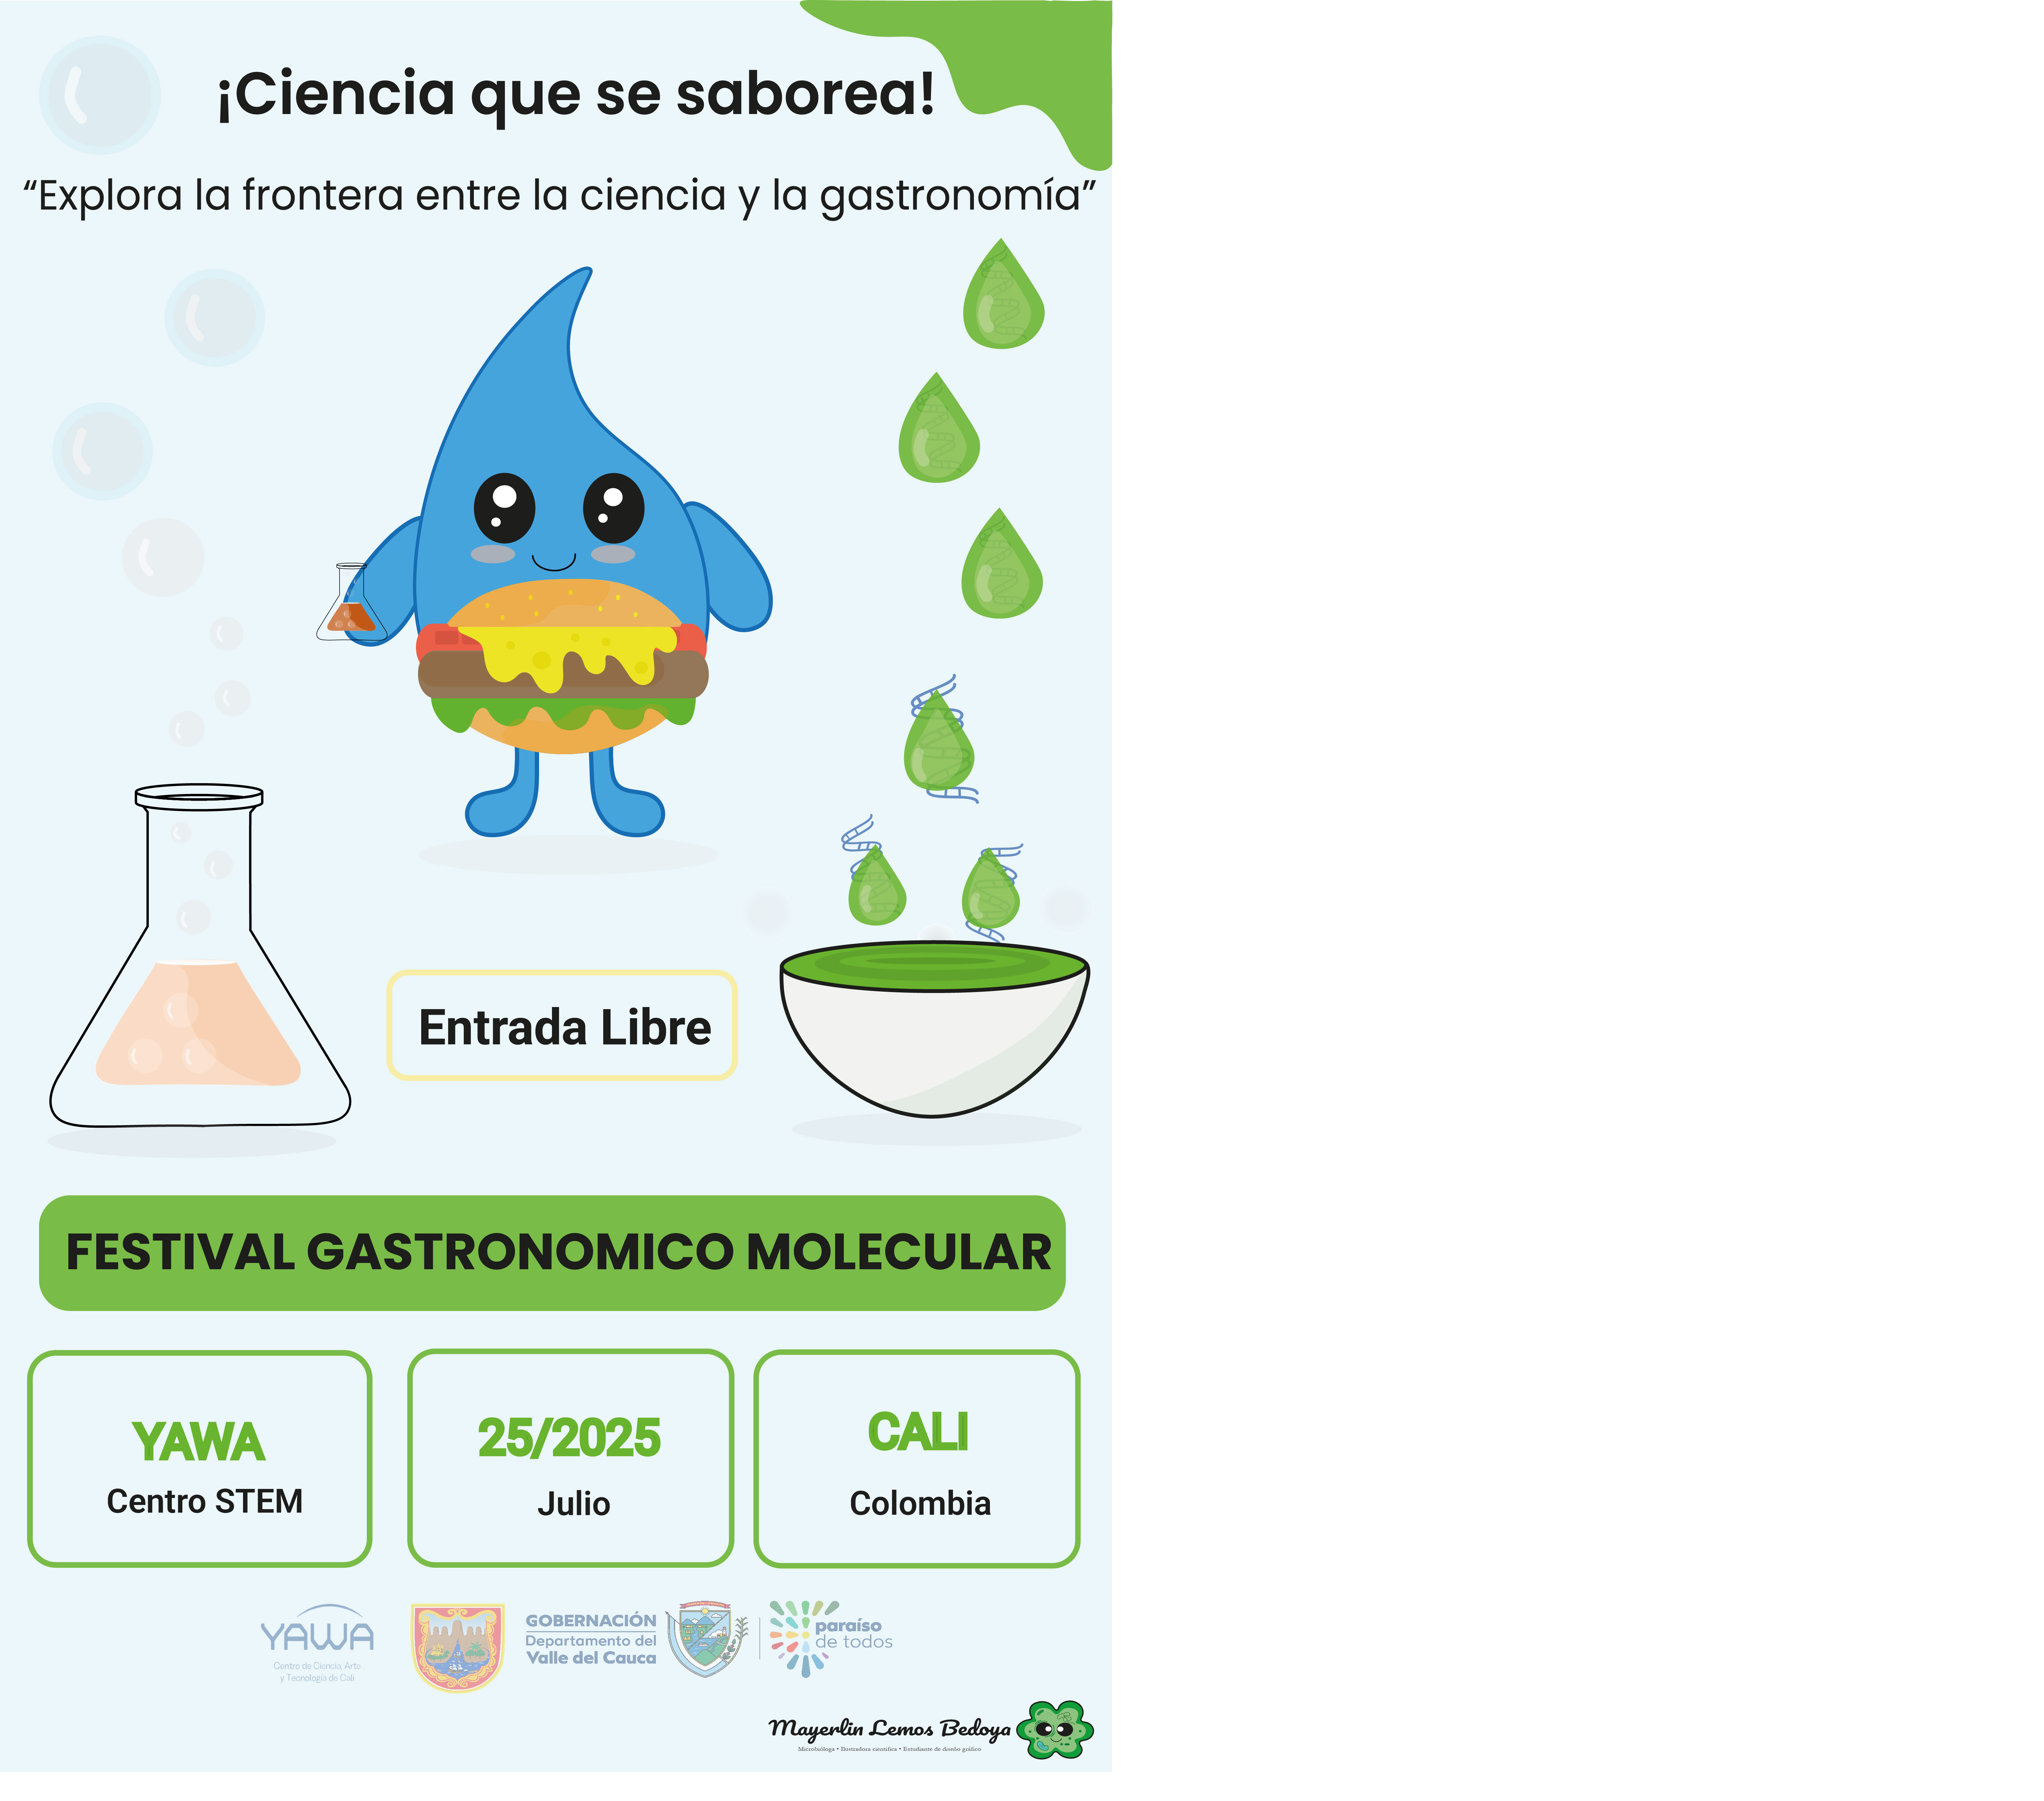 ¡Ciencia que se saborea!
“Explora la frontera entre la ciencia y la gastronomía”
Entrada Libre
FESTIVAL GASTRONOMICO MOLECULAR
YAWA
Centro STEM
25/2025
Julio
CALI
Colombia
YAWA
Centro de Ciencia, Arte
y Tecnología de Cali
GOBERNACIÓN
Departamento del
Valle del Cauca
paraíso
de todos
Mayerlin Lemos Bedoya
Microbióloga • Ilustradora científica • Estudiante de diseño gráfico